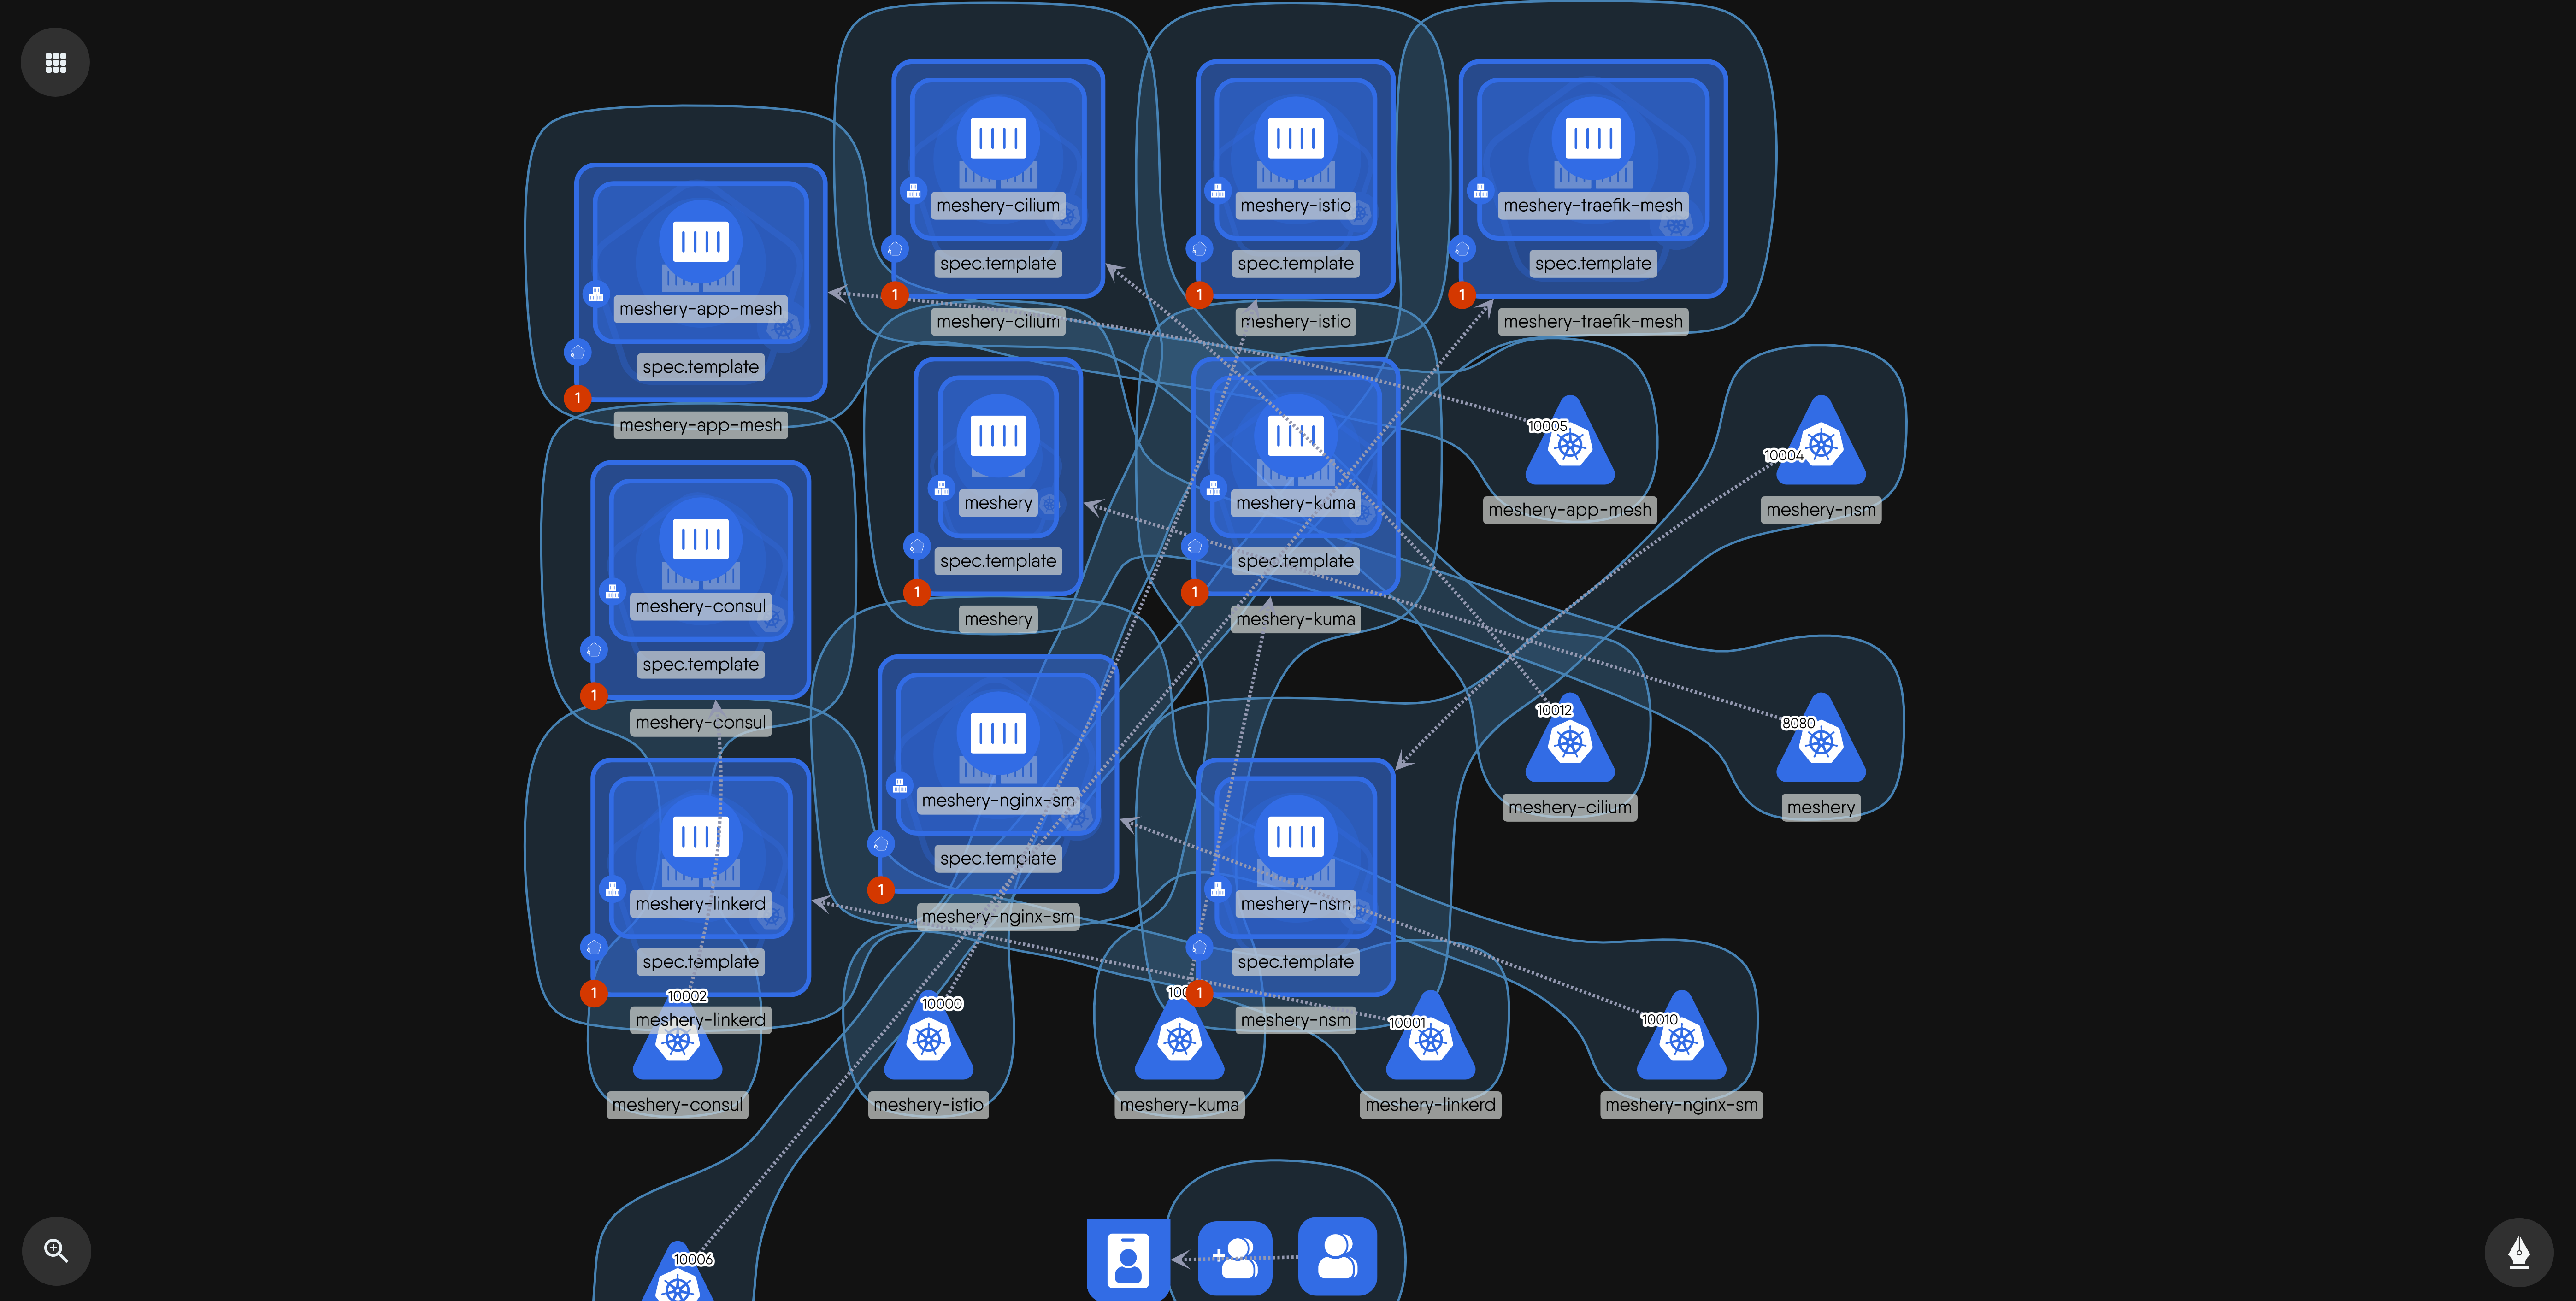 meshery-cilium
spec.template
1
meshery-cilium
meshery-istio
spec.template
1
meshery-istio
meshery-traefik-mesh
spec.template
1
meshery-traefik-mesh
meshery-app-mesh
spec.template
1
meshery-app-mesh
meshery
spec.template
1
meshery
meshery-kuma
spec.template
1
meshery-kuma
10005
meshery-app-mesh
10004
meshery-nsm
meshery-consul
spec.template
1
meshery-consul
meshery-nginx-sm
spec.template
1
meshery-nginx-sm
10012
meshery-cilium
8080
meshery
meshery-linkerd
spec.template
1
meshery-linkerd
meshery-nsm
spec.template
1
meshery-nsm
10002
meshery-consul
10000
meshery-istio
meshery-kuma
10001
meshery-linkerd
10010
meshery-nginx-sm
10006